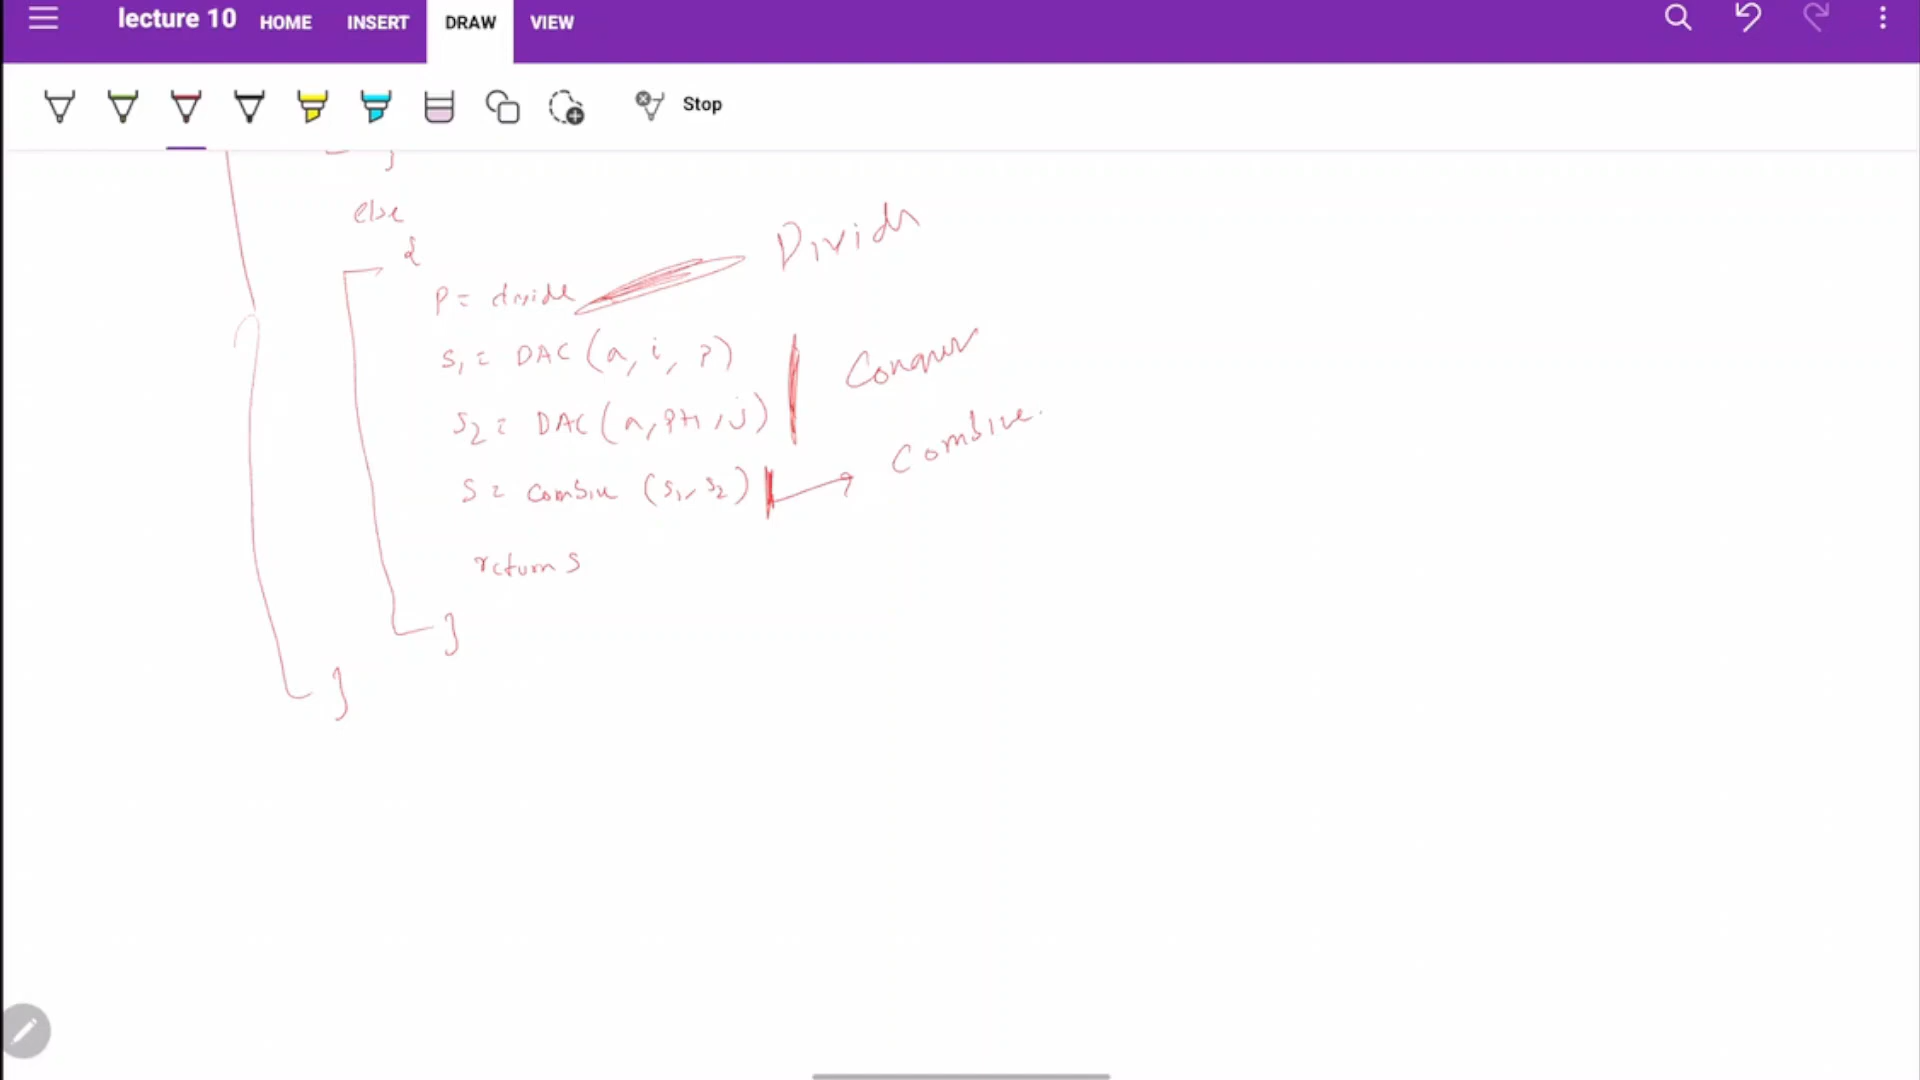 lecture 10 HOME INSERT DRAW VIEW
Stop
}
else
{
P = divide Divide
S1 = DAC (a, i, P) Conquer
S2 = DAC (a, P+1, j)
S = combine (S1, S2) → Combine.
return S
}
}